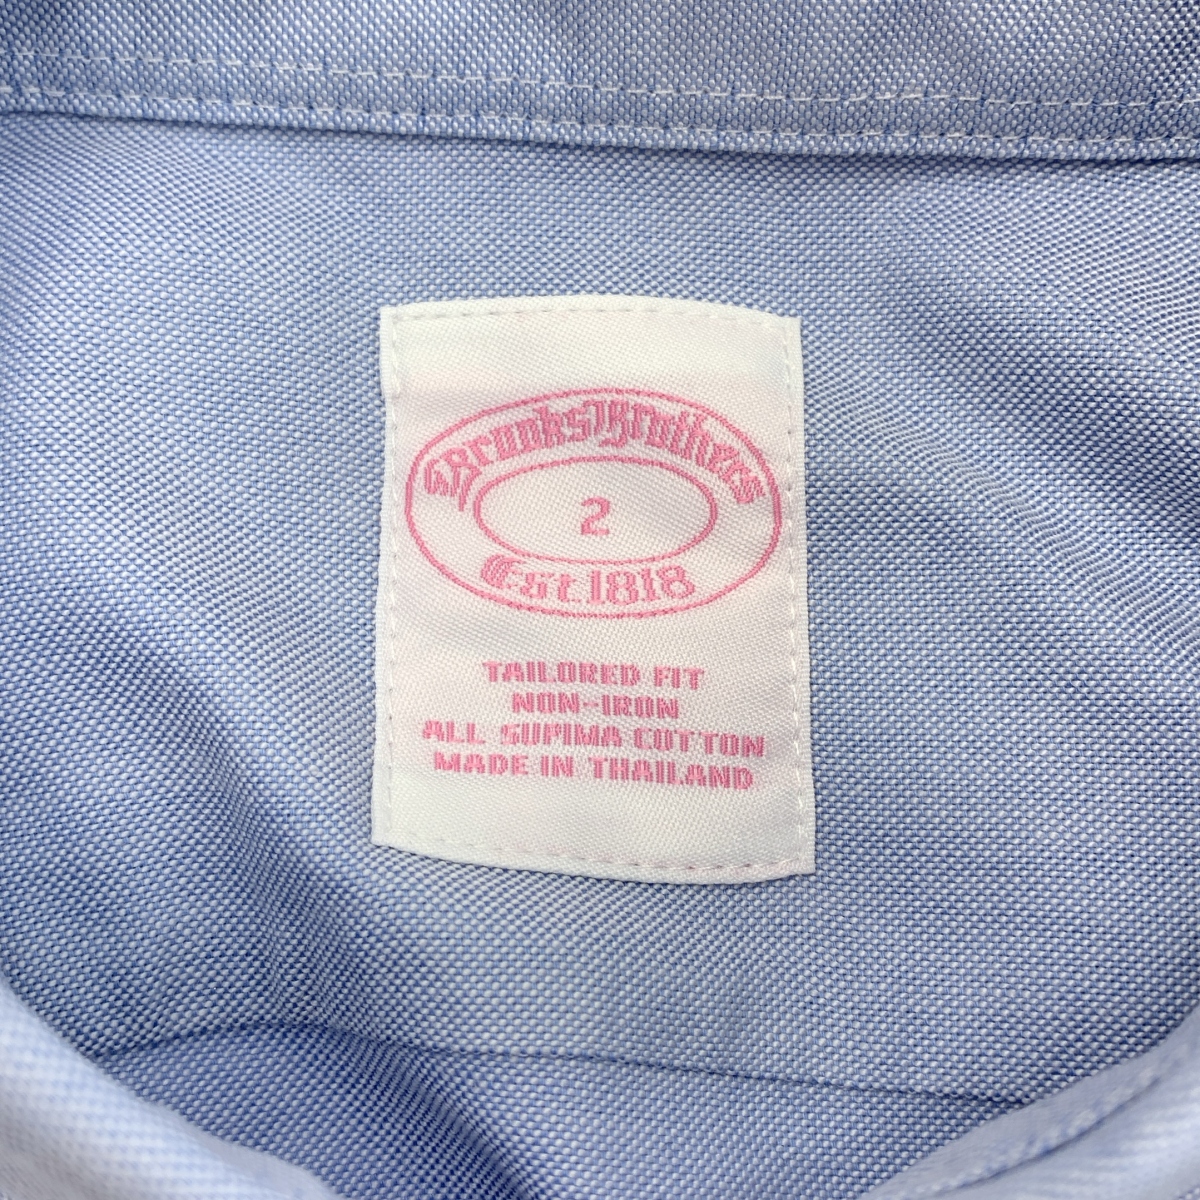 Brooks Brothers
2
Est. 1818
TAILORED FIT
NON-IRON
ALL SUPIMA COTTON
MADE IN THAILAND